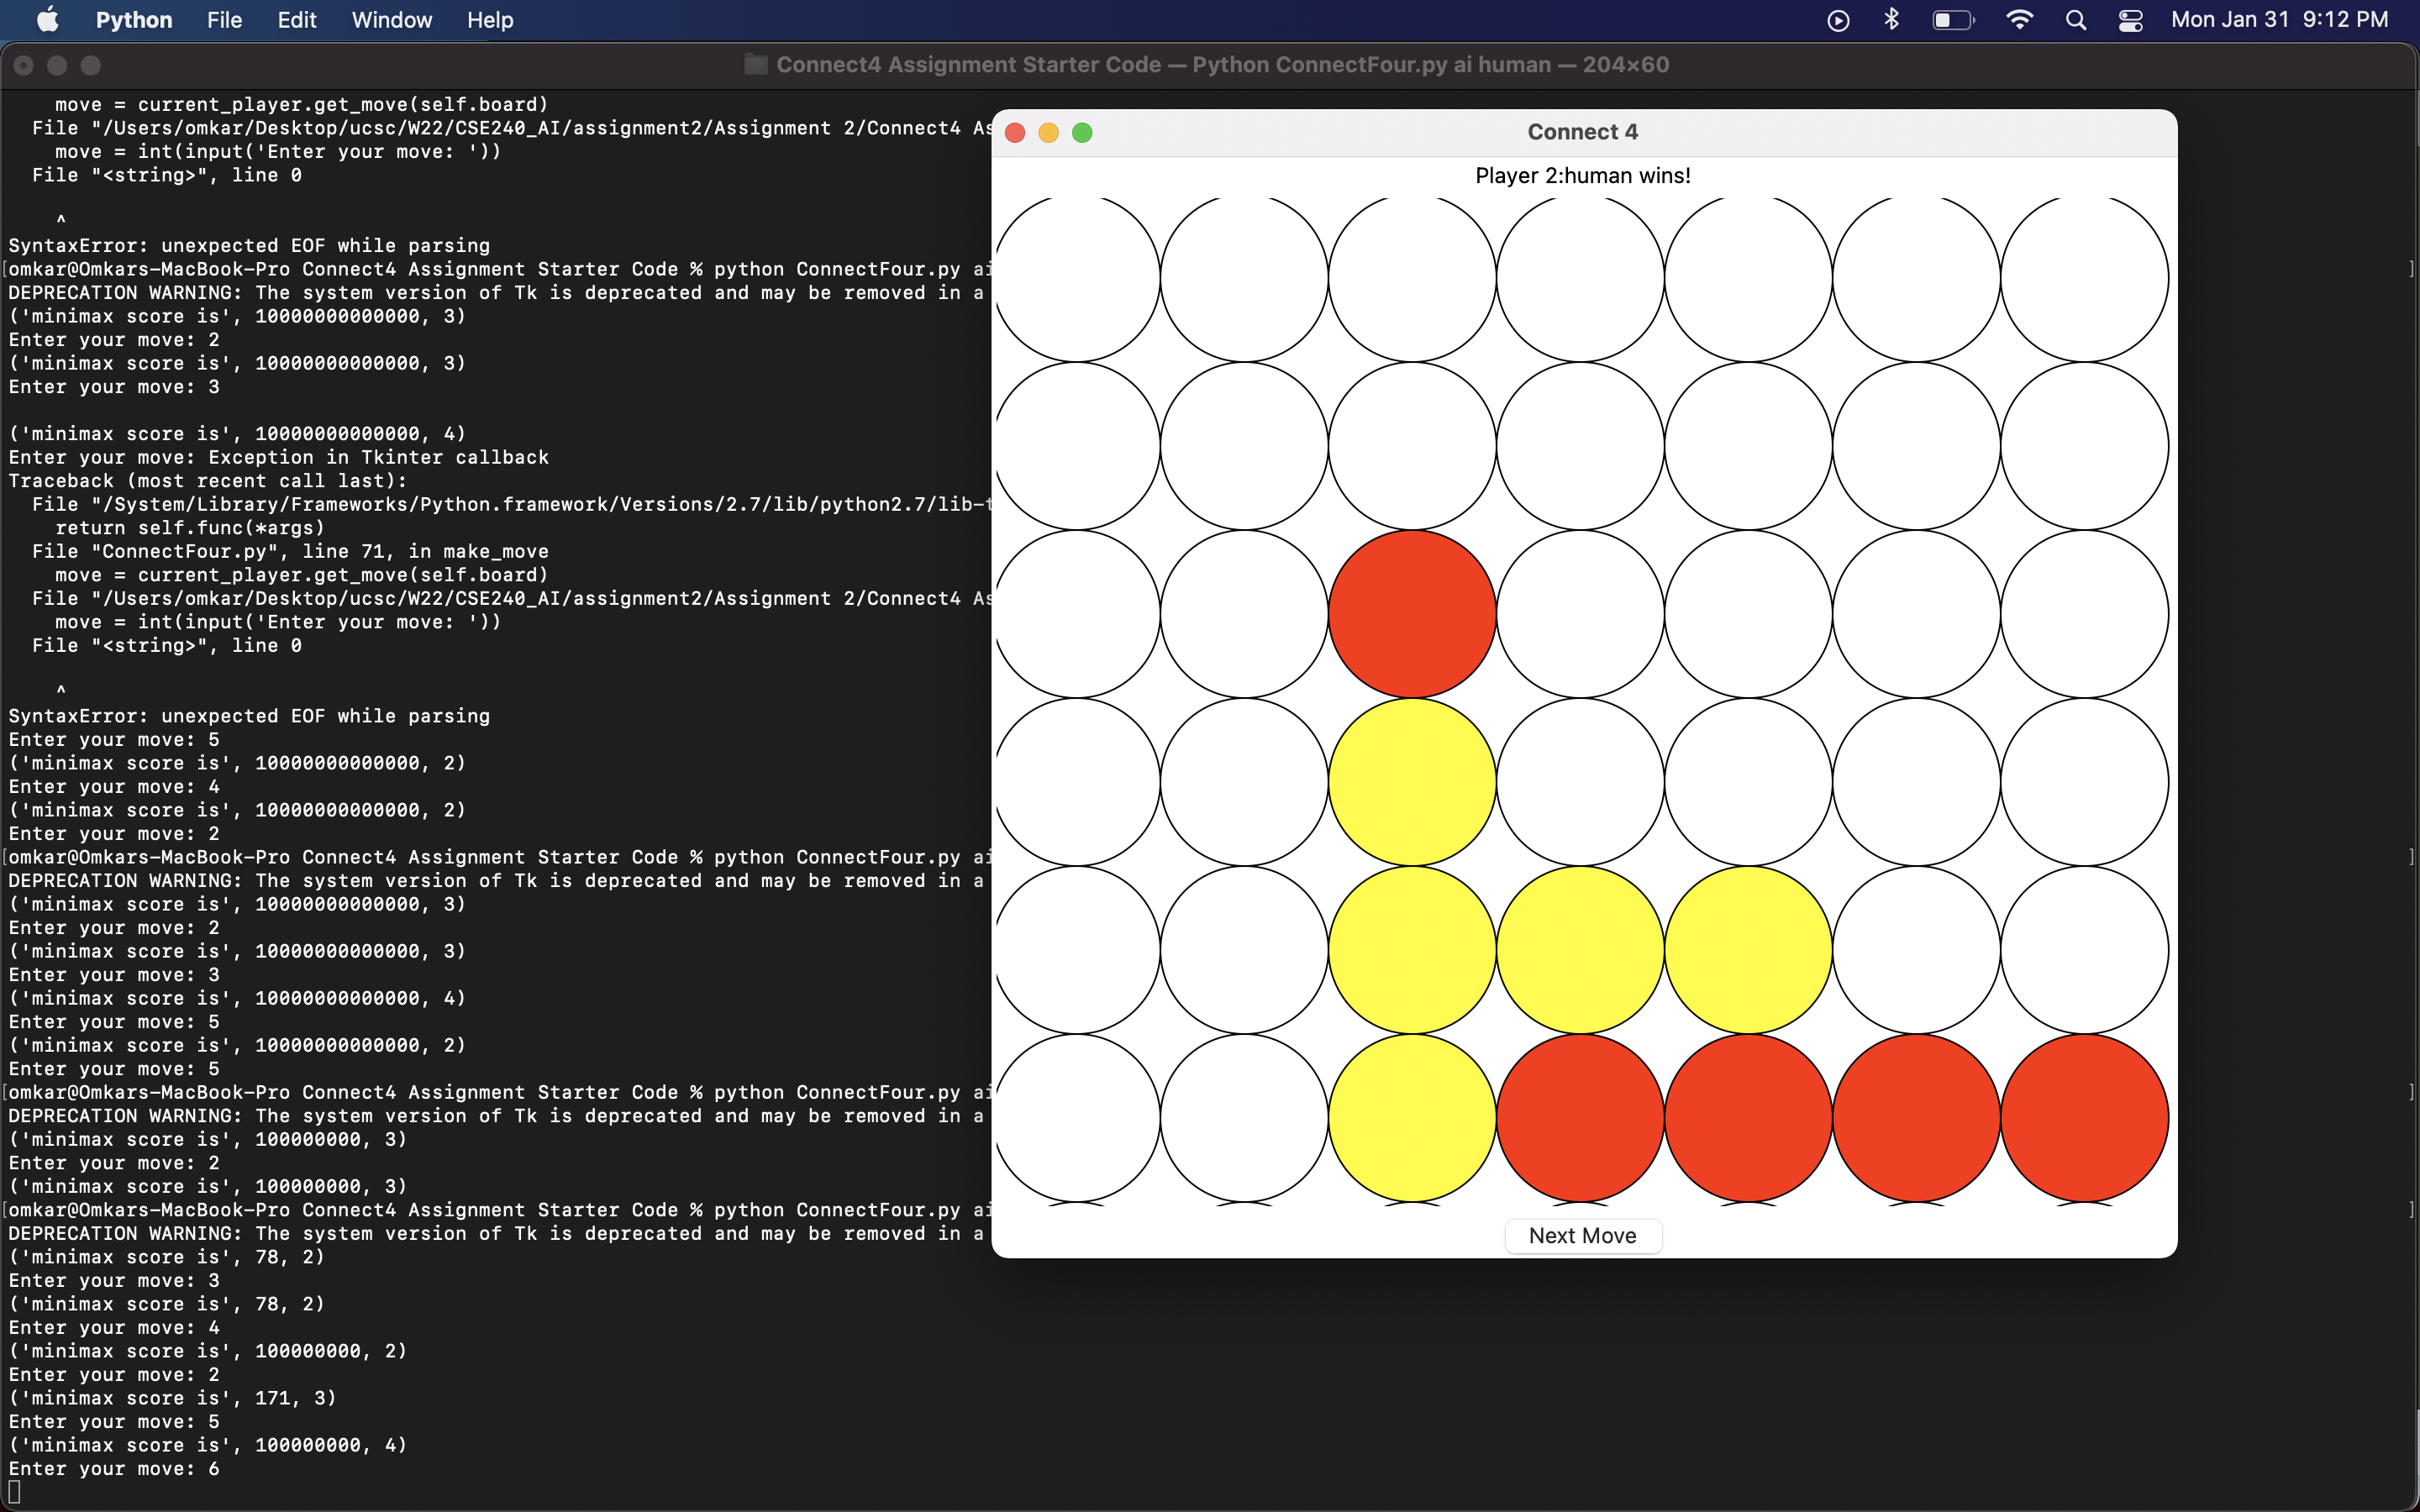 Python File Edit Window Help Mon Jan 31 9:12 PM
Connect4 Assignment Starter Code — Python ConnectFour.py ai human — 204×60
    move = current_player.get_move(self.board)
  File "/Users/omkar/Desktop/ucsc/W22/CSE240_AI/assignment2/Assignment 2/Connect4 As
    move = int(input('Enter your move: '))
  File "<string>", line 0
    ^
SyntaxError: unexpected EOF while parsing
[omkar@Omkars-MacBook-Pro Connect4 Assignment Starter Code % python ConnectFour.py ai ]
DEPRECATION WARNING: The system version of Tk is deprecated and may be removed in a
('minimax score is', 10000000000000, 3)
Enter your move: 2
('minimax score is', 10000000000000, 3)
Enter your move: 3
('minimax score is', 10000000000000, 4)
Enter your move: Exception in Tkinter callback
Traceback (most recent call last):
  File "/System/Library/Frameworks/Python.framework/Versions/2.7/lib/python2.7/lib-t
    return self.func(*args)
  File "ConnectFour.py", line 71, in make_move
    move = current_player.get_move(self.board)
  File "/Users/omkar/Desktop/ucsc/W22/CSE240_AI/assignment2/Assignment 2/Connect4 As
    move = int(input('Enter your move: '))
  File "<string>", line 0
    ^
SyntaxError: unexpected EOF while parsing
Enter your move: 5
('minimax score is', 10000000000000, 2)
Enter your move: 4
('minimax score is', 10000000000000, 2)
Enter your move: 2
[omkar@Omkars-MacBook-Pro Connect4 Assignment Starter Code % python ConnectFour.py ai ]
DEPRECATION WARNING: The system version of Tk is deprecated and may be removed in a
('minimax score is', 10000000000000, 3)
Enter your move: 2
('minimax score is', 10000000000000, 3)
Enter your move: 3
('minimax score is', 10000000000000, 4)
Enter your move: 5
('minimax score is', 10000000000000, 2)
Enter your move: 5
[omkar@Omkars-MacBook-Pro Connect4 Assignment Starter Code % python ConnectFour.py ai ]
DEPRECATION WARNING: The system version of Tk is deprecated and may be removed in a
('minimax score is', 100000000, 3)
Enter your move: 2
('minimax score is', 100000000, 3)
[omkar@Omkars-MacBook-Pro Connect4 Assignment Starter Code % python ConnectFour.py ai ]
DEPRECATION WARNING: The system version of Tk is deprecated and may be removed in a
('minimax score is', 78, 2)
Enter your move: 3
('minimax score is', 78, 2)
Enter your move: 4
('minimax score is', 100000000, 2)
Enter your move: 2
('minimax score is', 171, 3)
Enter your move: 5
('minimax score is', 100000000, 4)
Enter your move: 6
Connect 4
Player 2:human wins!
Next Move